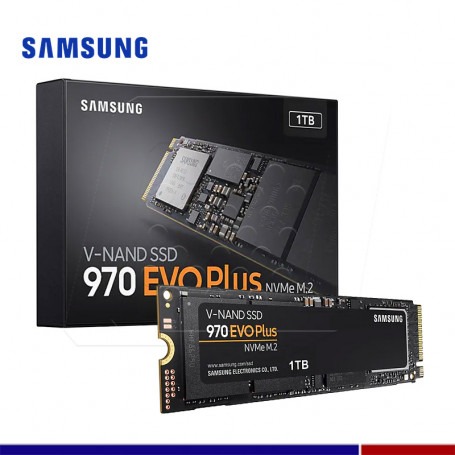 SAMSUNG
SAMSUNG
1TB
V-NAND SSD
970 EVO Plus NVMe M.2
V-NAND SSD
970 EVO Plus
NVMe M.2
SAMSUNG
www.samsung.com/ssd
SAMSUNG ELECTRONICS CO., LTD.
1TB